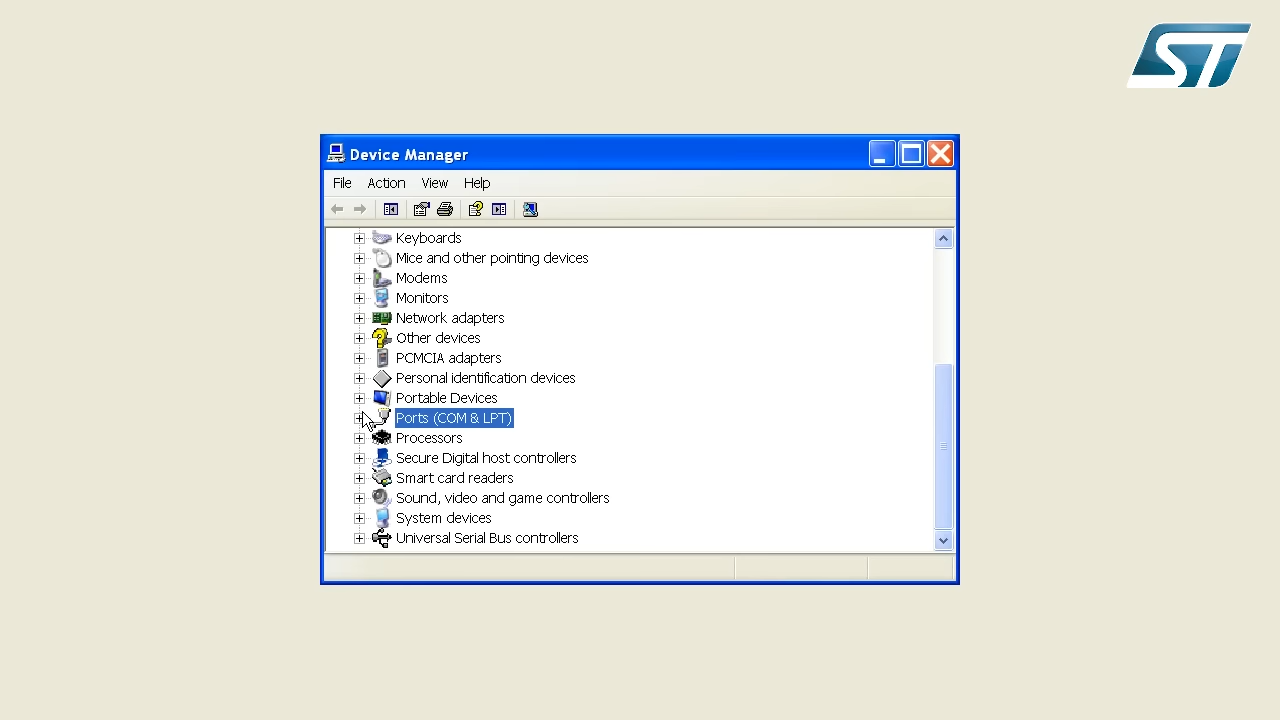 ST
Device Manager
File Action View Help
Keyboards
Mice and other pointing devices
Modems
Monitors
Network adapters
Other devices
PCMCIA adapters
Personal identification devices
Portable Devices
Ports (COM & LPT)
Processors
Secure Digital host controllers
Smart card readers
Sound, video and game controllers
System devices
Universal Serial Bus controllers